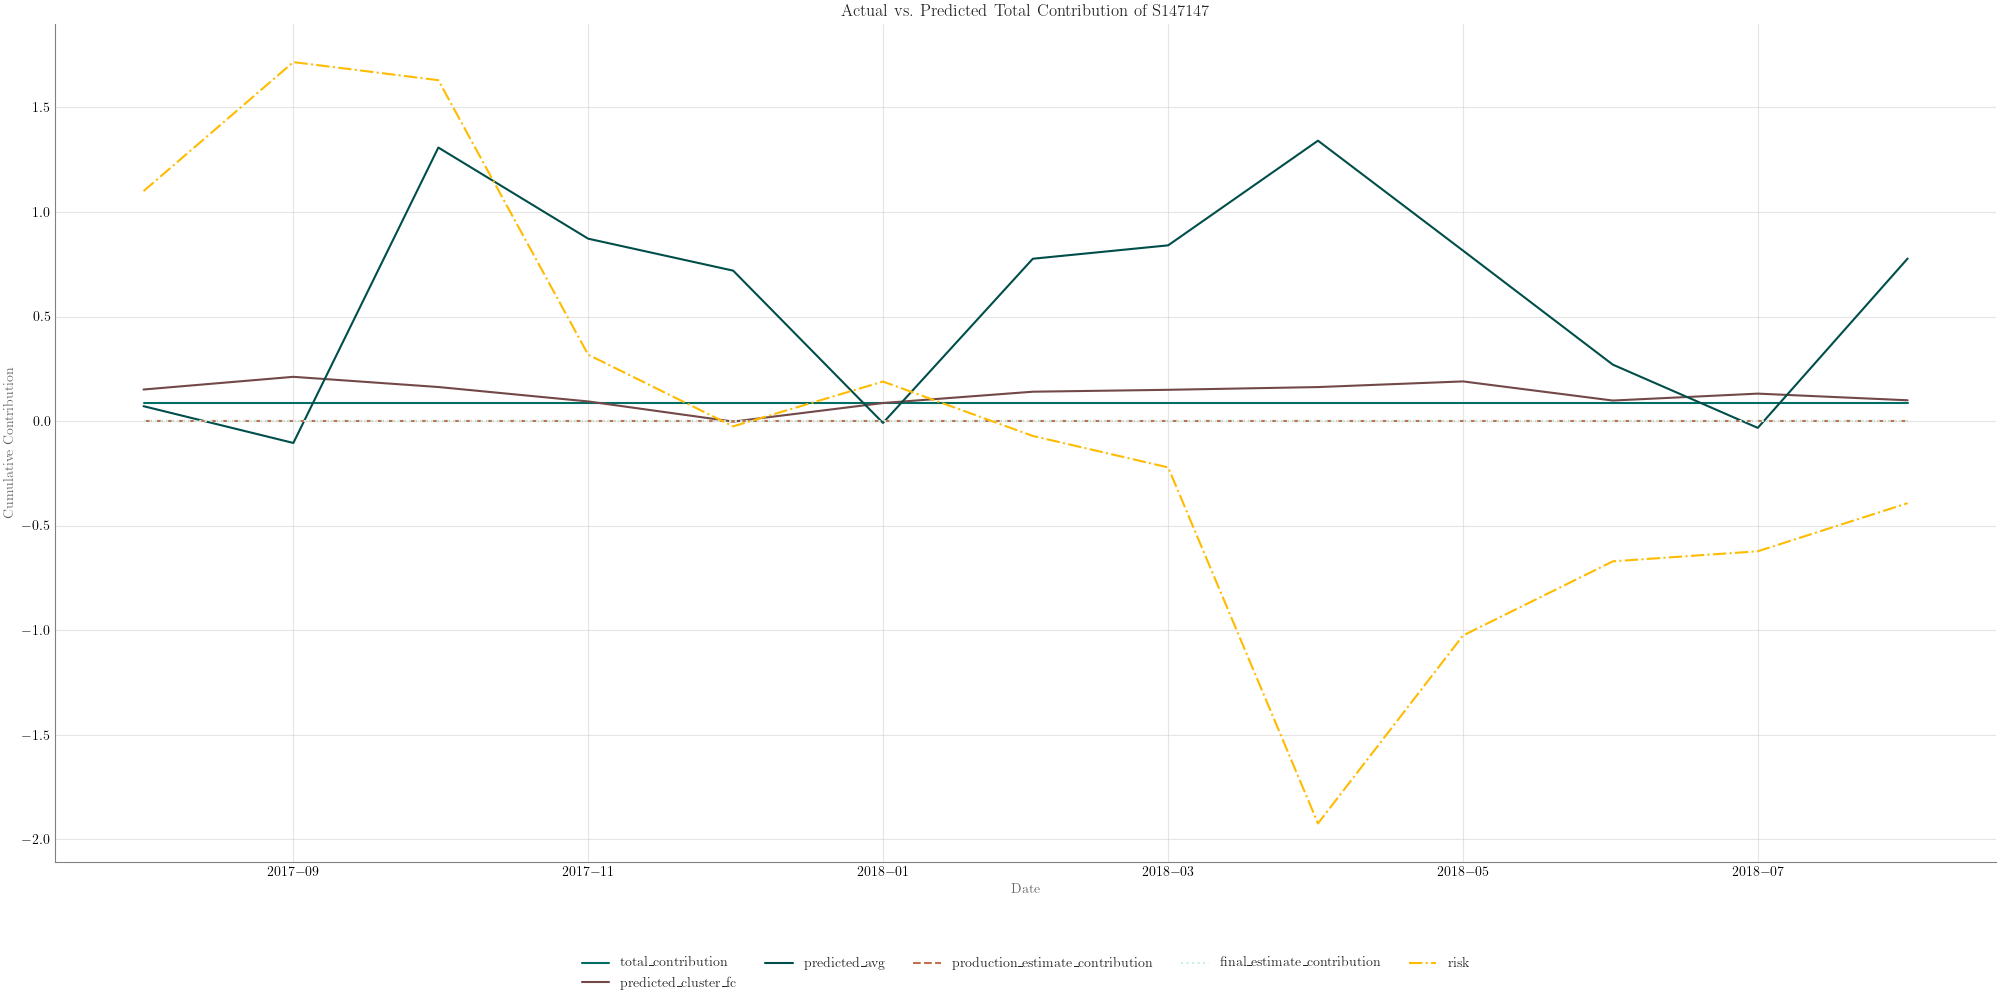 Actual vs. Predicted Total Contribution of S147147
Cumulative Contribution
1.5
1.0
0.5
0.0
−0.5
−1.0
−1.5
−2.0
2017−09 2017−11 2018−01 2018−03 2018−05 2018−07
Date
total_contribution predicted_avg production_estimate_contribution final_estimate_contribution risk
predicted_cluster_fc